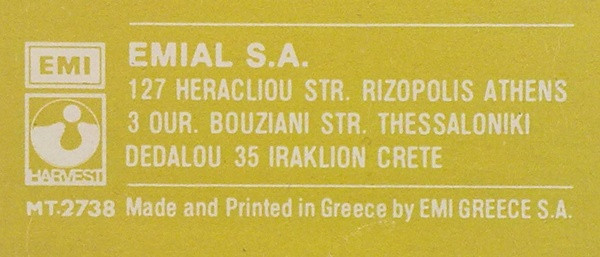 EMI
EMIAL S.A.
127 HERACLIOU STR. RIZOPOLIS ATHENS
3 OUR. BOUZIANI STR. THESSALONIKI
DEDALOU 35 IRAKLION CRETE
HARVEST
MT.2738 Made and Printed in Greece by EMI GREECE S.A.